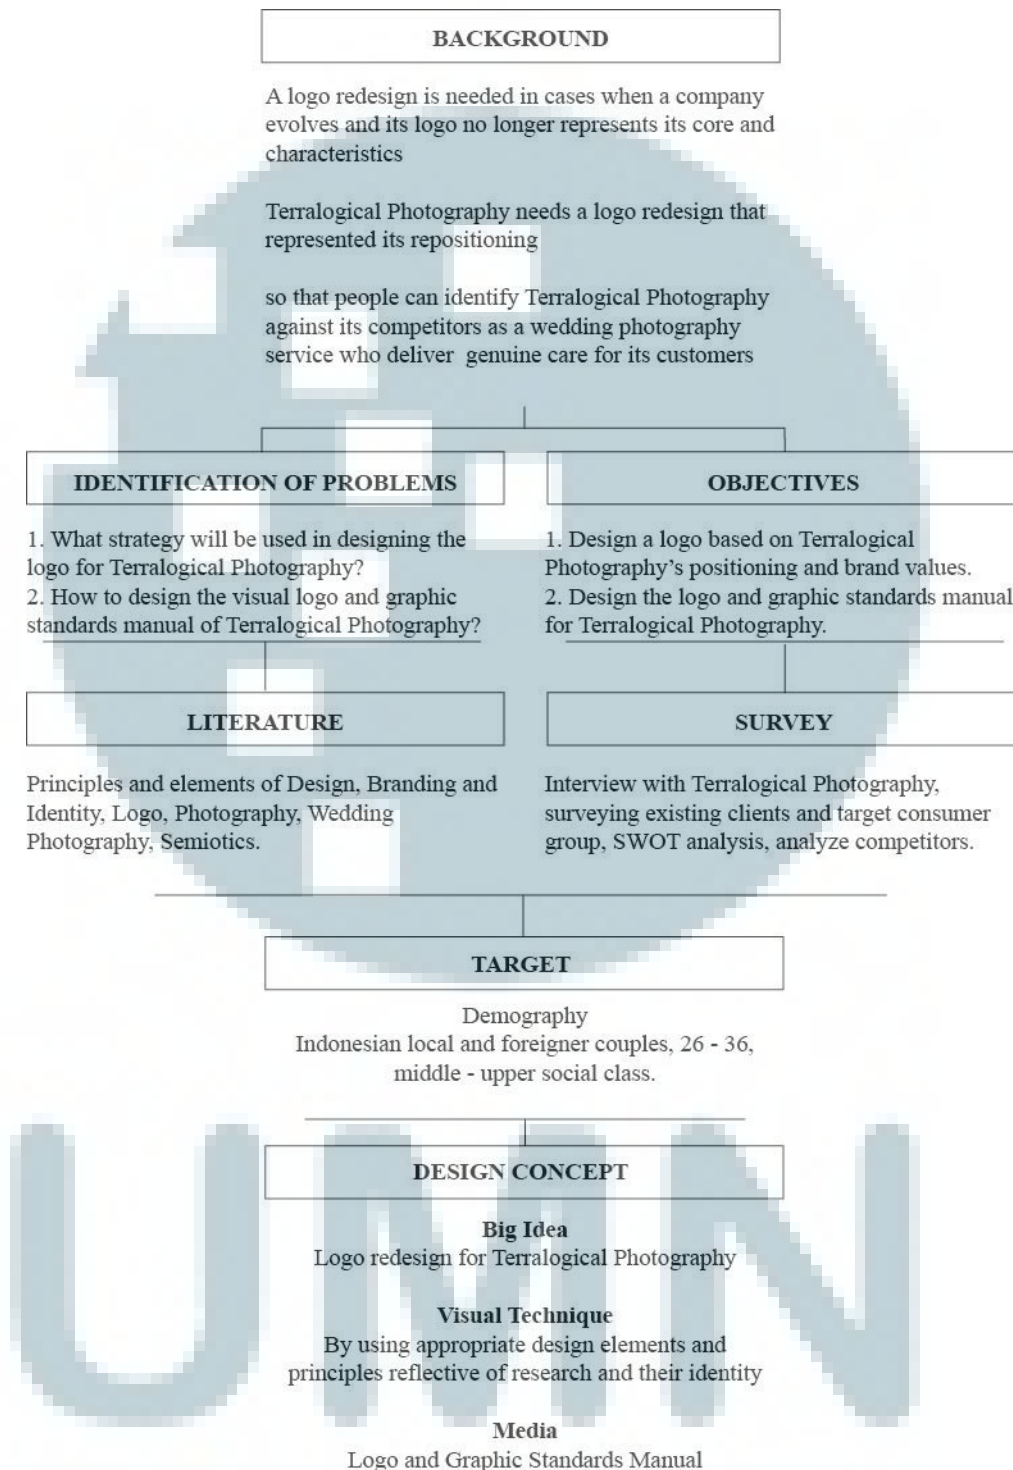 BACKGROUND
A logo redesign is needed in cases when a company
evolves and its logo no longer represents its core and
characteristics
Terralogical Photography needs a logo redesign that
represented its repositioning
so that people can identify Terralogical Photography
against its competitors as a wedding photography
service who deliver genuine care for its customers
IDENTIFICATION OF PROBLEMS
1. What strategy will be used in designing the
logo for Terralogical Photography?
2. How to design the visual logo and graphic
standards manual of Terralogical Photography?
OBJECTIVES
1. Design a logo based on Terralogical
Photography's positioning and brand values.
2. Design the logo and graphic standards manual
for Terralogical Photography.
LITERATURE
Principles and elements of Design, Branding and
Identity, Logo, Photography, Wedding
Photography, Semiotics.
SURVEY
Interview with Terralogical Photography,
surveying existing clients and target consumer
group, SWOT analysis, analyze competitors.
TARGET
Demography
Indonesian local and foreigner couples, 26 - 36,
middle - upper social class.
DESIGN CONCEPT
Big Idea
Logo redesign for Terralogical Photography
Visual Technique
By using appropriate design elements and
principles reflective of research and their identity
Media
Logo and Graphic Standards Manual
UMN